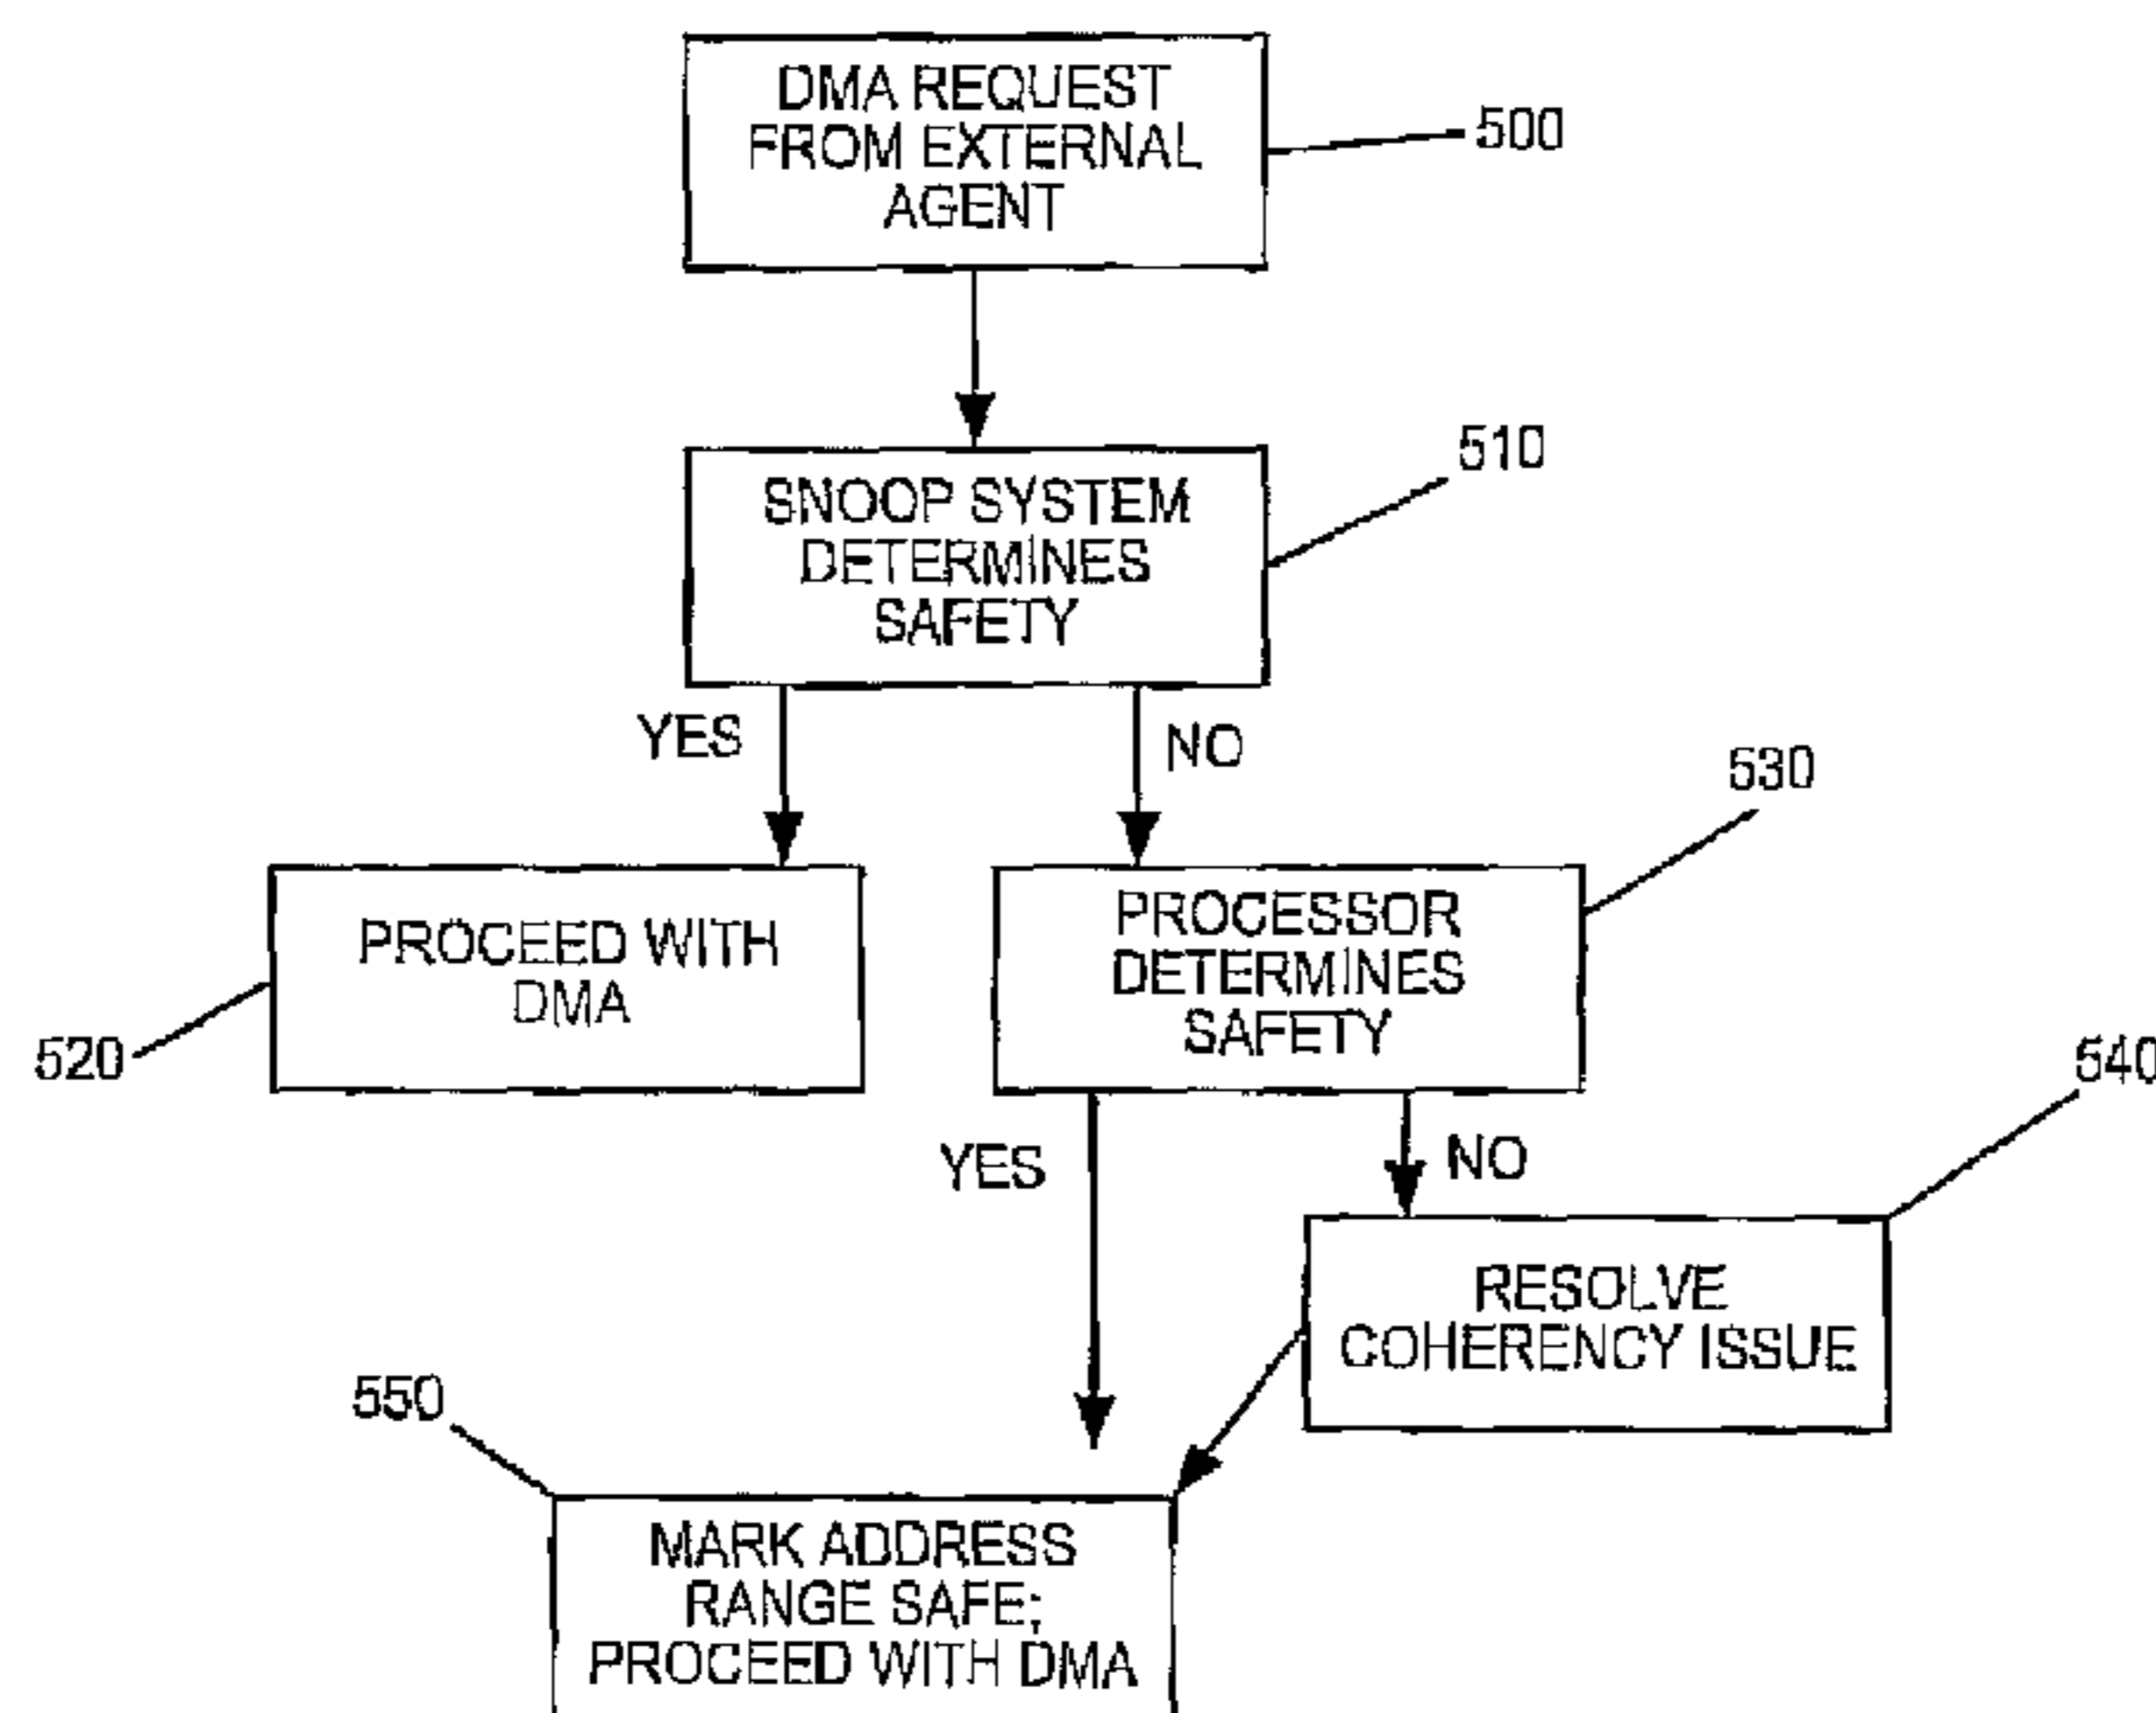 DMA REQUEST
FROM EXTERNAL
AGENT
500
SNOOP SYSTEM
DETERMINES
SAFETY
510
YES
NO
530
PROCEED WITH
DMA
520
PROCESSOR
DETERMINES
SAFETY
540
YES
NO
RESOLVE
COHERENCY ISSUE
550
MARK ADDRESS
RANGE SAFE;
PROCEED WITH DMA